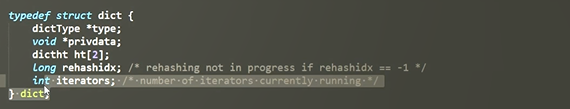 typedef struct dict {
    dictType *type;
    void *privdata;
    dictht ht[2];
    long rehashidx; /* rehashing not in progress if rehashidx == -1 */
    int iterators; /* number of iterators currently running */
} dict;